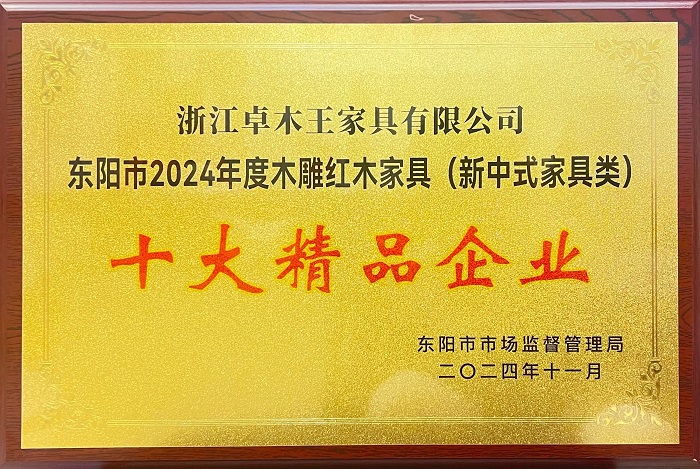 浙江卓木王家具有限公司
东阳市2024年度木雕红木家具（新中式家具类）
十大精品企业
东阳市市场监督管理局
二〇二四年十一月